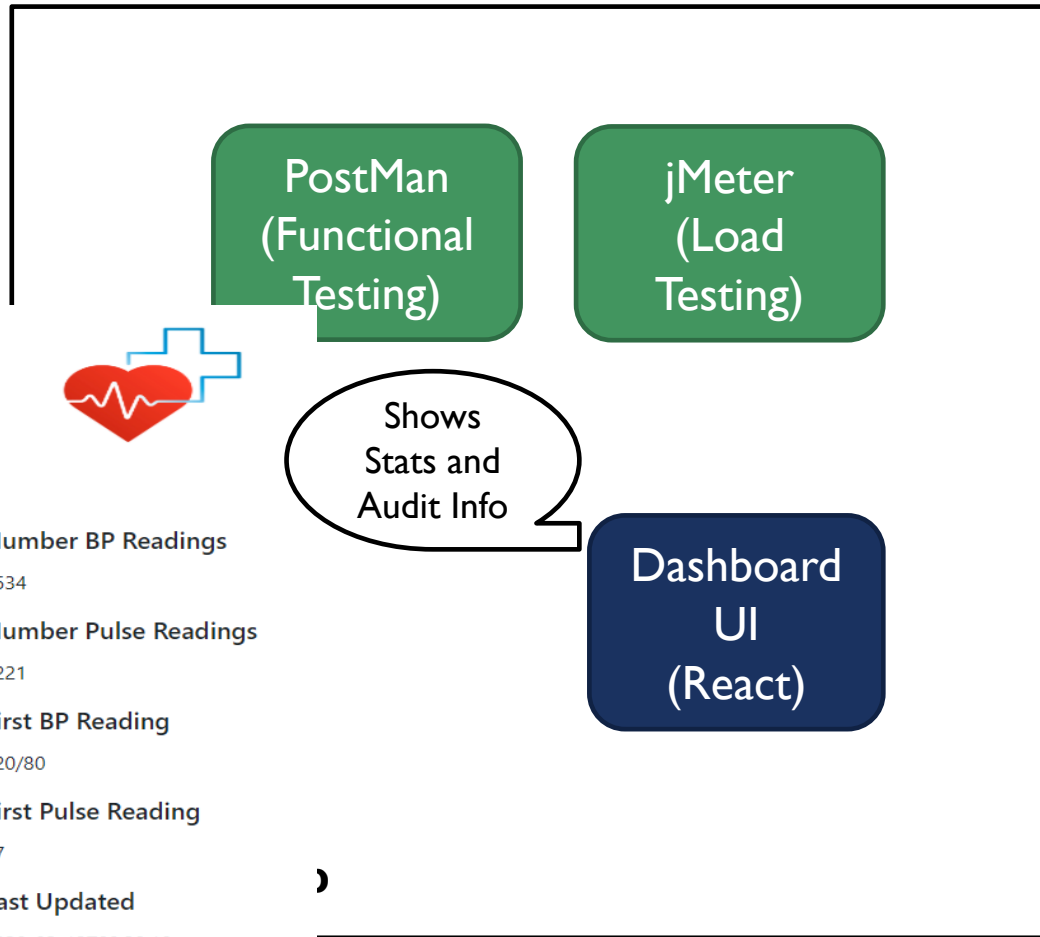 PostMan
(Functional
Testing)
jMeter
(Load
Testing)
Shows
Stats and
Audit Info
Dashboard
UI
(React)
umber BP Readings
534
umber Pulse Readings
221
irst BP Reading
20/80
irst Pulse Reading
7
ast Updated